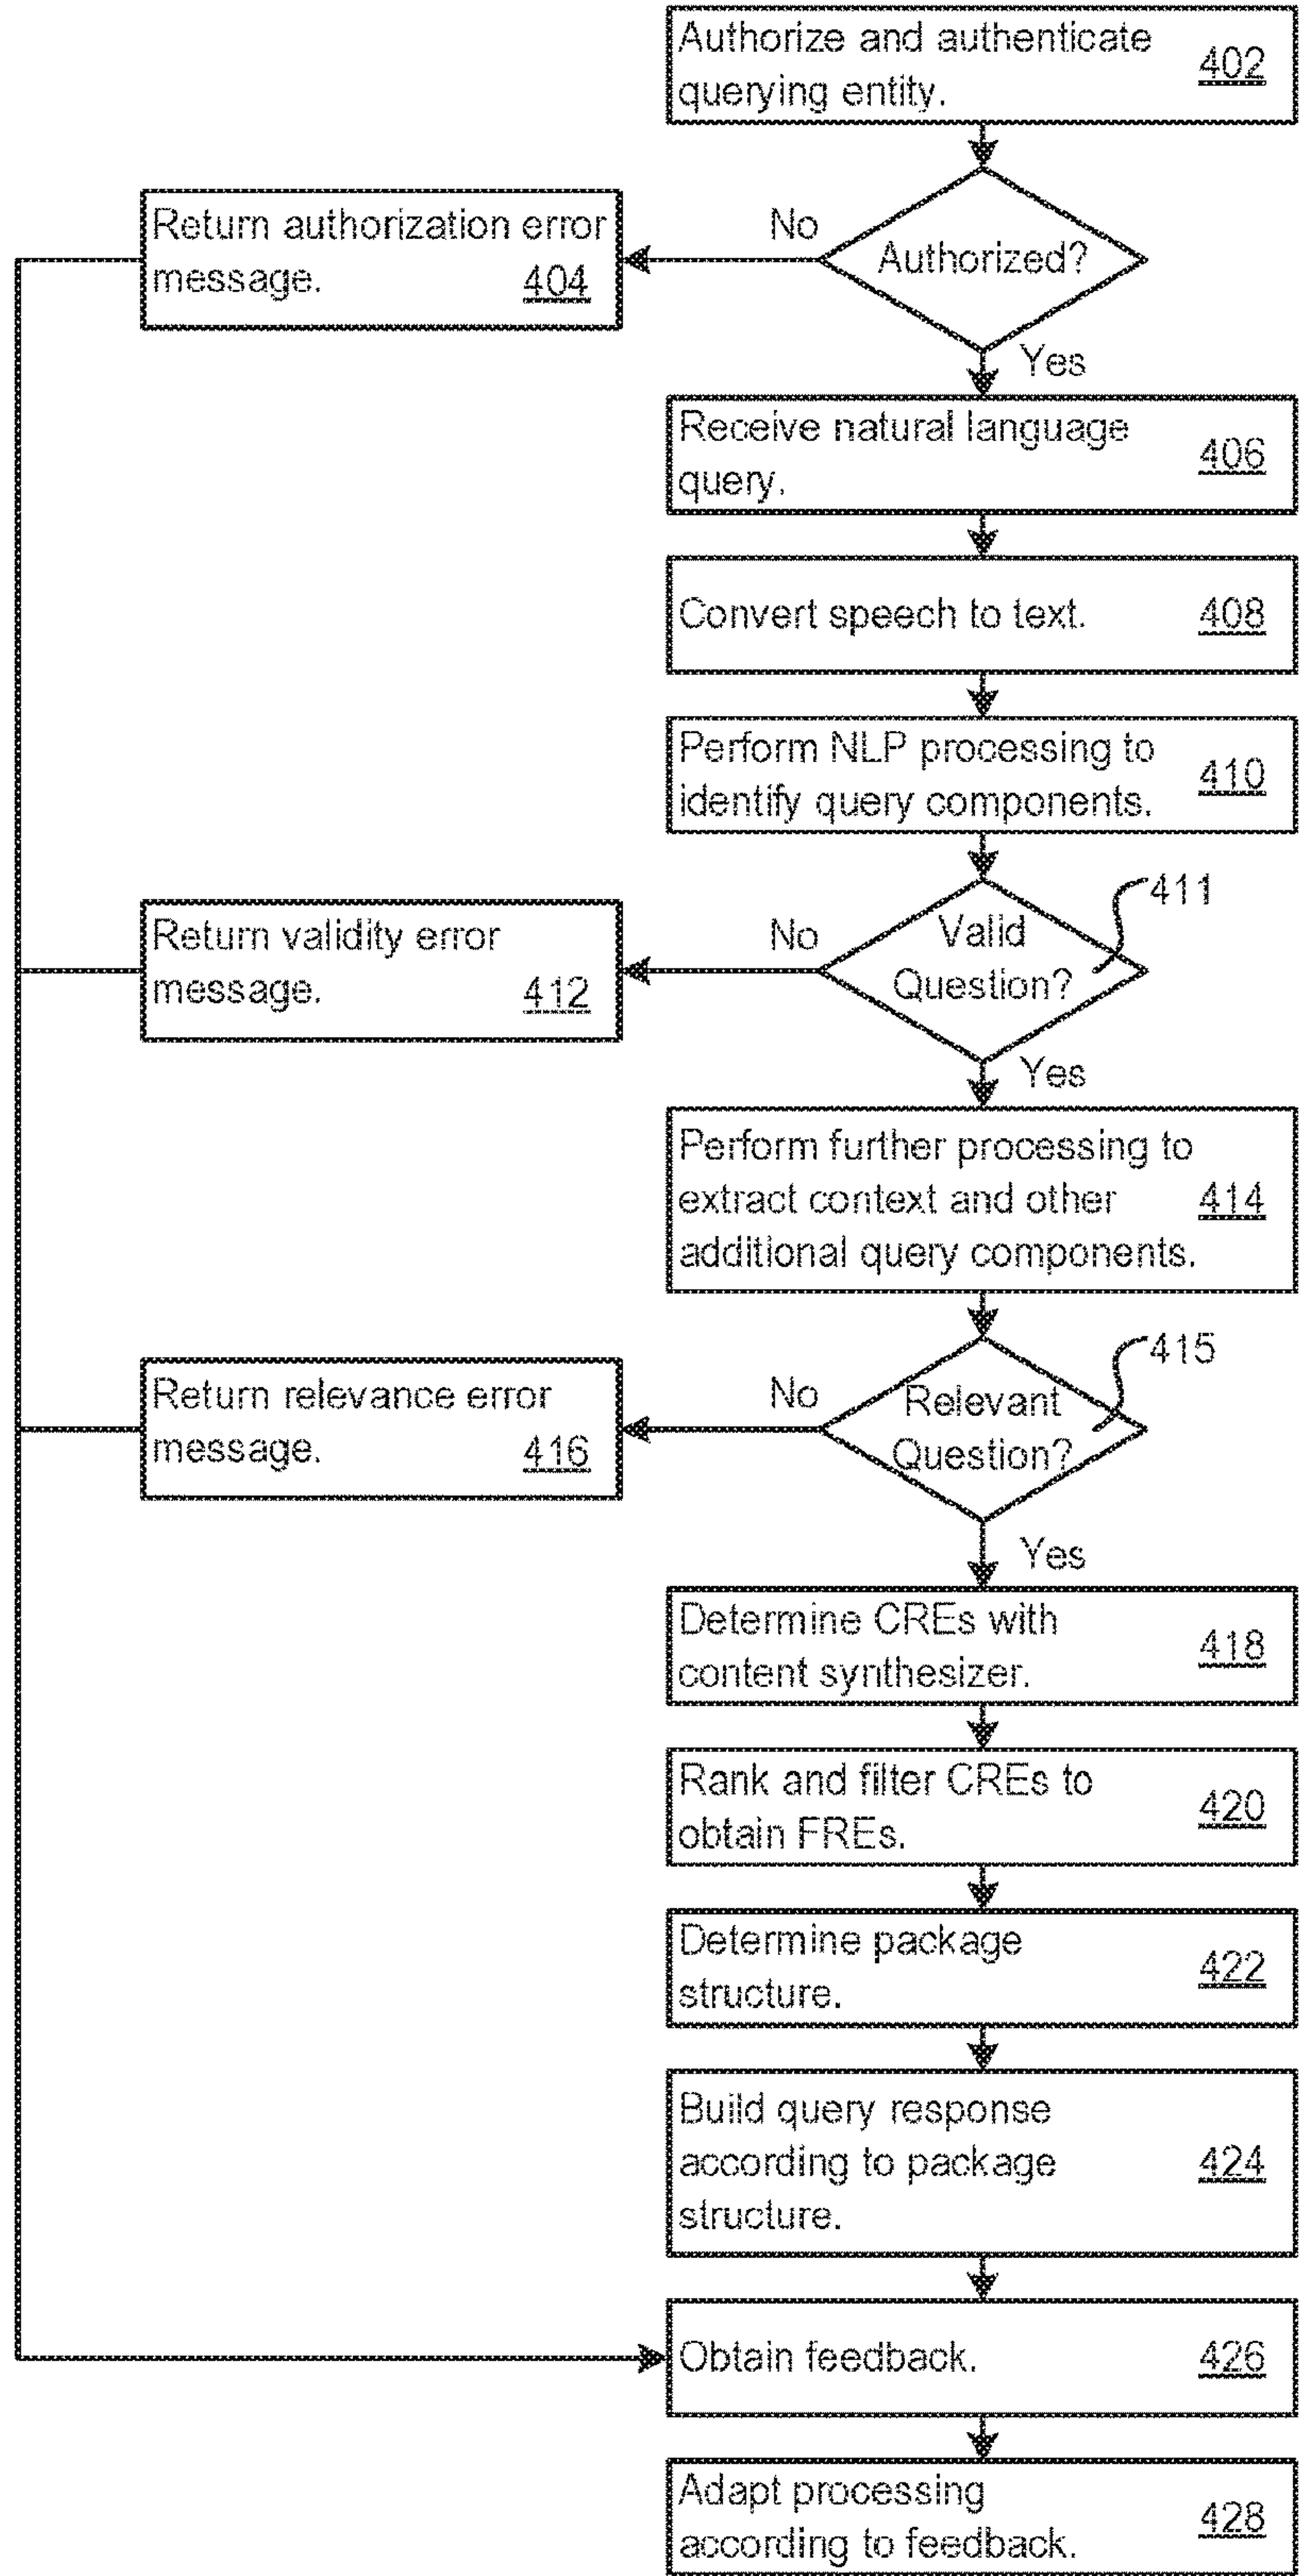 Authorize and authenticate
querying entity.
402
Authorized?
No
Return authorization error
message.
404
Yes
Receive natural language
query.
406
Convert speech to text.
408
Perform NLP processing to
identify query components.
410
Valid
Question?
411
No
Return validity error
message.
412
Yes
Perform further processing to
extract context and other
additional query components.
414
Relevant
Question?
415
No
Return relevance error
message.
416
Yes
Determine CREs with
content synthesizer.
418
Rank and filter CREs to
obtain FREs.
420
Determine package
structure.
422
Build query response
according to package
structure.
424
Obtain feedback.
426
Adapt processing
according to feedback.
428